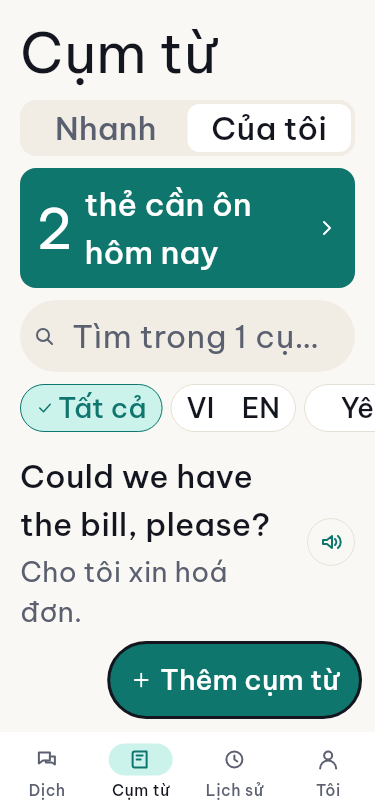 Cụm từ
Nhanh Của tôi
2 thẻ cần ôn
hôm nay
Tìm trong 1 cụ...
Tất cả VI EN Yê
Could we have
the bill, please?
Cho tôi xin hoá
đơn.
+ Thêm cụm từ
Dịch Cụm từ Lịch sử Tôi